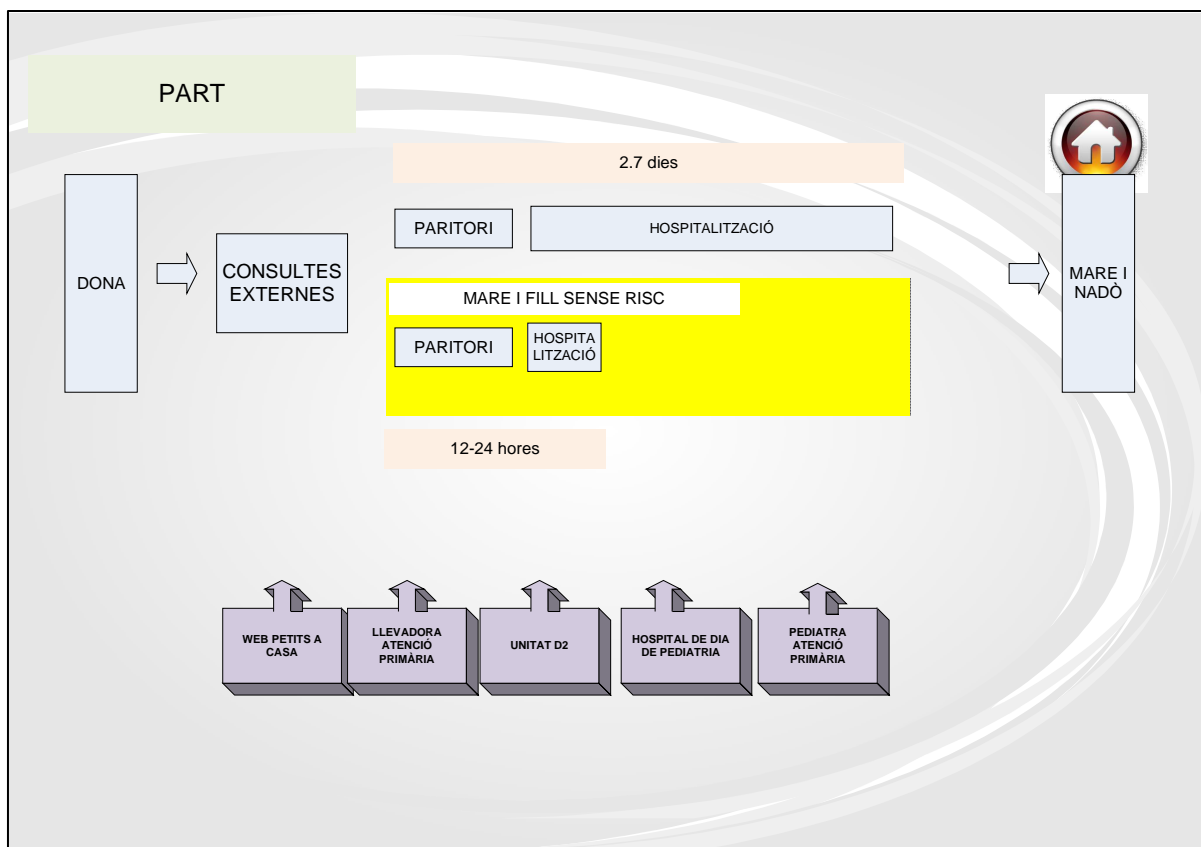 PART
2.7 dies
PARITORI
HOSPITALITZACIÓ
DONA
CONSULTES
EXTERNES
MARE I
NADÒ
MARE I FILL SENSE RISC
PARITORI
HOSPITA
LITZACIÓ
12-24 hores
WEB PETITS A
CASA
LLEVADORA
ATENCIÓ
PRIMÀRIA
UNITAT D2
HOSPITAL DE DIA
DE PEDIATRIA
PEDIATRA
ATENCIÓ
PRIMÀRIA